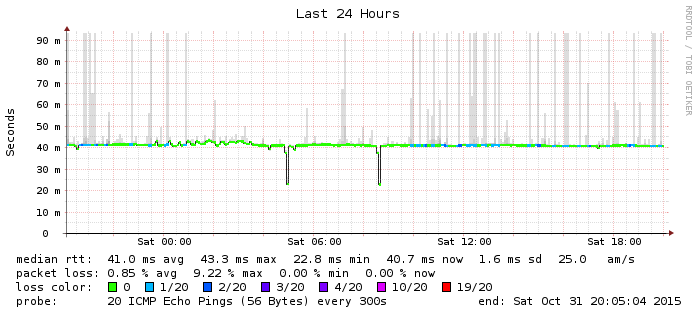 Last 24 Hours
RRDTOOL / TOBI OETIKER
Seconds
90 m
80 m
70 m
60 m
50 m
40 m
30 m
20 m
10 m
0
Sat 00:00 Sat 06:00 Sat 12:00 Sat 18:00
median rtt: 41.0 ms avg 43.3 ms max 22.8 ms min 40.7 ms now 1.6 ms sd 25.0 am/s
packet loss: 0.85 % avg 9.22 % max 0.00 % min 0.00 % now
loss color: 0 1/20 2/20 3/20 4/20 10/20 19/20
probe: 20 ICMP Echo Pings (56 Bytes) every 300s end: Sat Oct 31 20:05:04 2015